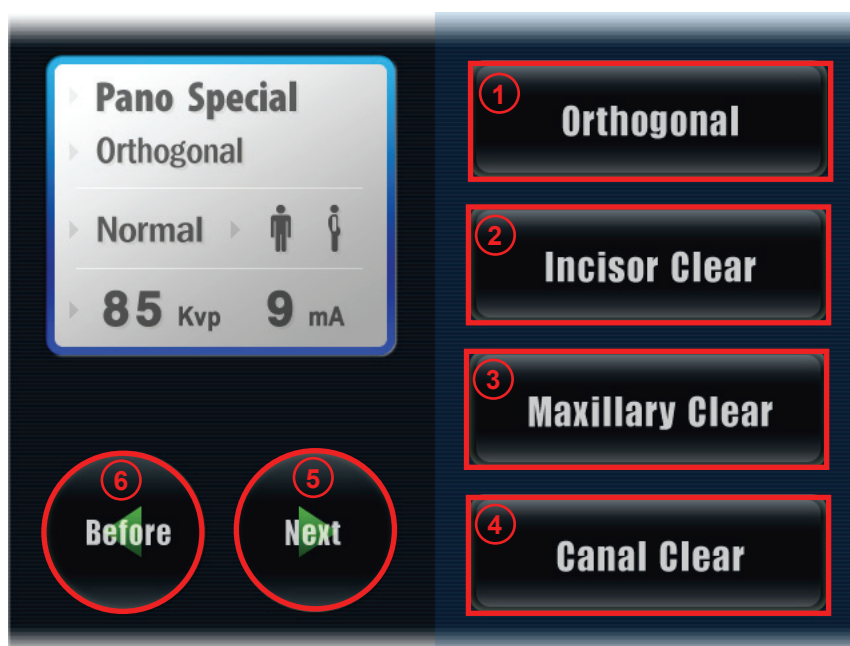 Pano Special
Orthogonal
Normal
85 Kvp 9 mA
1
Orthogonal
2
Incisor Clear
3
Maxillary Clear
4
Canal Clear
6
Before
5
Next